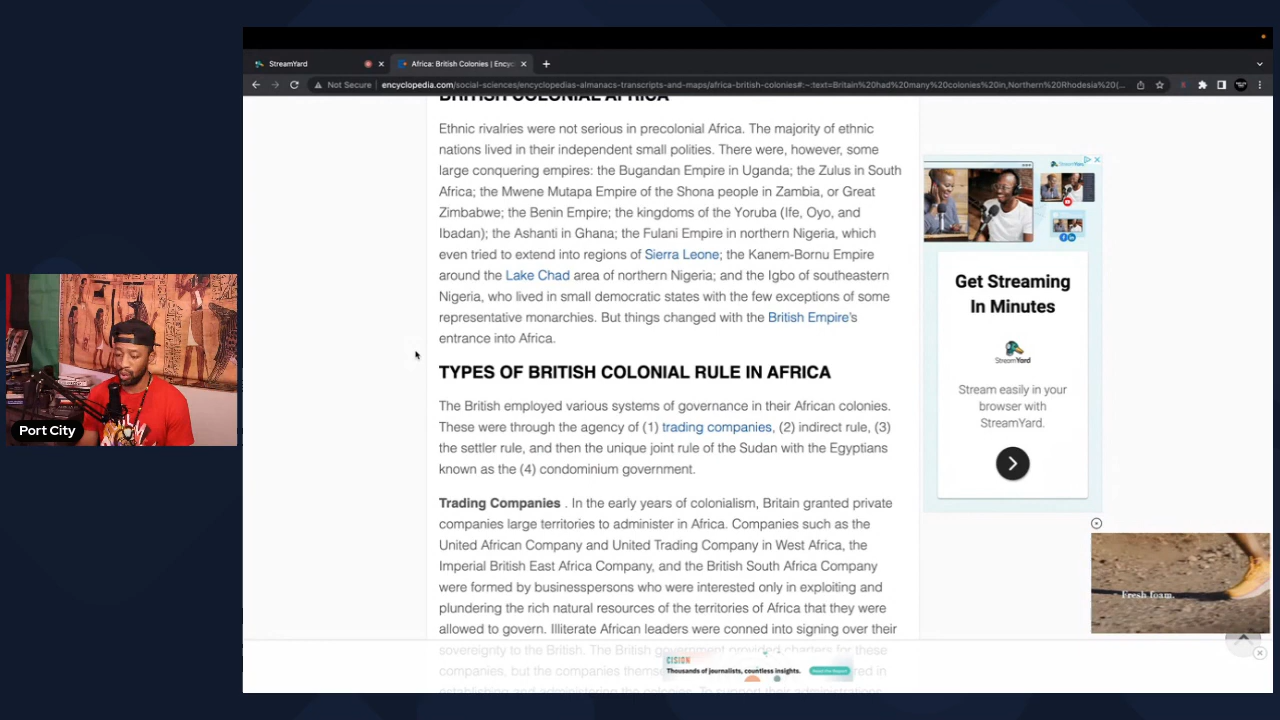 StreamYard
Africa: British Colonies | Encyc
Not Secure | encyclopedia.com/social-sciences/encyclopedias-almanacs-transcripts-and-maps/africa-british-colonies#:~:text=Britain%20had%20many%20colonies%20in,Northern%20Rhodesia%20(...
BRITISH COLONIAL AFRICA
Ethnic rivalries were not serious in precolonial Africa. The majority of ethnic
nations lived in their independent small polities. There were, however, some
large conquering empires: the Bugandan Empire in Uganda; the Zulus in South
Africa; the Mwene Mutapa Empire of the Shona people in Zambia, or Great
Zimbabwe; the Benin Empire; the kingdoms of the Yoruba (Ife, Oyo, and
Ibadan); the Ashanti in Ghana; the Fulani Empire in northern Nigeria, which
even tried to extend into regions of Sierra Leone; the Kanem-Bornu Empire
around the Lake Chad area of northern Nigeria; and the Igbo of southeastern
Nigeria, who lived in small democratic states with the few exceptions of some
representative monarchies. But things changed with the British Empire's
entrance into Africa.
TYPES OF BRITISH COLONIAL RULE IN AFRICA
The British employed various systems of governance in their African colonies.
These were through the agency of (1) trading companies, (2) indirect rule, (3)
the settler rule, and then the unique joint rule of the Sudan with the Egyptians
known as the (4) condominium government.
Trading Companies . In the early years of colonialism, Britain granted private
companies large territories to administer in Africa. Companies such as the
United African Company and United Trading Company in West Africa, the
Imperial British East Africa Company, and the British South Africa Company
were formed by businesspersons who were interested only in exploiting and
plundering the rich natural resources of the territories of Africa that they were
allowed to govern. Illiterate African leaders were conned into signing over their
sovereignty to the British. The British government provided charters for these
companies, but the companies
StreamYard
Get Streaming
In Minutes
StreamYard
Stream easily in your
browser with
StreamYard.
Fresh foam.
CISION
Thousands of journalists, countless insights.
Port City